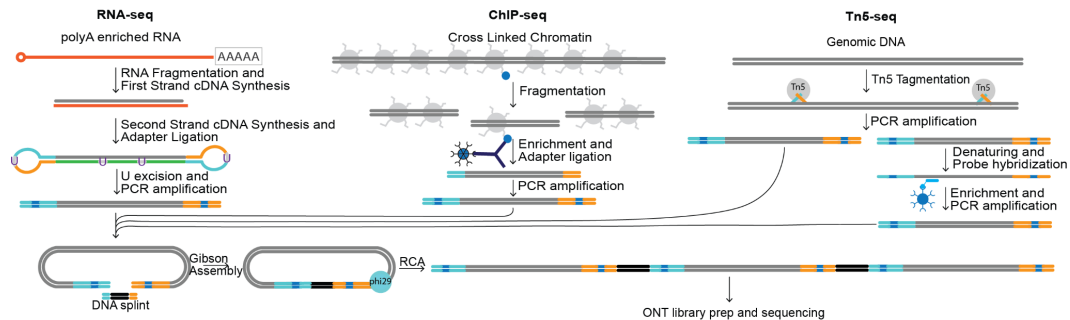 RNA-seq
polyA enriched RNA
AAAAA
RNA Fragmentation and
First Strand cDNA Synthesis
Second Strand cDNA Synthesis and
Adapter Ligation
U
U
U
U
U excision and
PCR amplification
ChIP-seq
Cross Linked Chromatin
Fragmentation
Enrichment and
Adapter ligation
PCR amplification
Tn5-seq
Genomic DNA
Tn5 Tagmentation
Tn5
Tn5
PCR amplification
Denaturing and
Probe hybridization
Enrichment and
PCR amplification
DNA splint
Gibson
Assembly
phi29
RCA
ONT library prep and sequencing